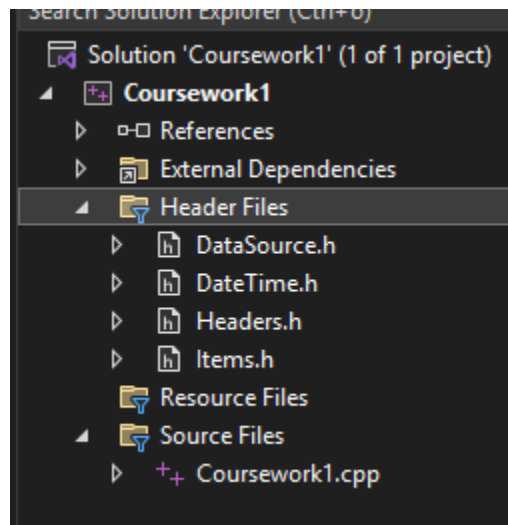 Search Solution Explorer (Ctrl+
Solution 'Coursework1' (1 of 1 project)
++ Coursework1
References
External Dependencies
Header Files
h DataSource.h
h DateTime.h
h Headers.h
h Items.h
Resource Files
Source Files
++ Coursework1.cpp